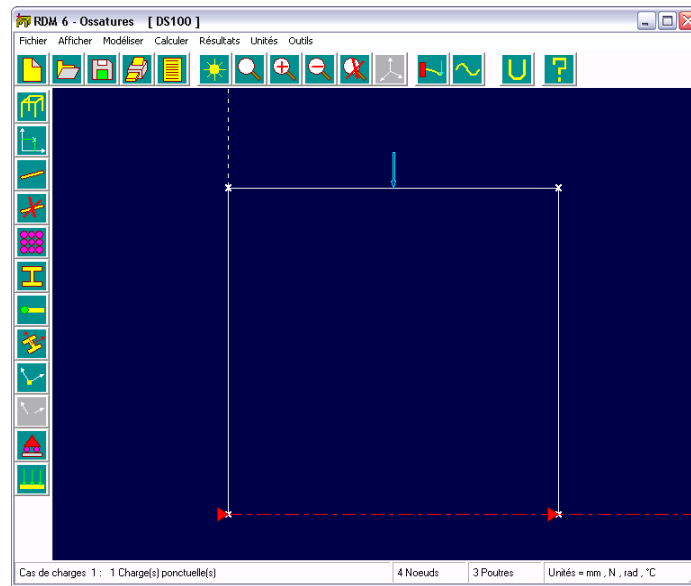 RDM 6 - Ossatures [ DS100 ]
Fichier Afficher Modéliser Calculer Résultats Unités Outils
Cas de charges 1 : 1 Charge(s) ponctuelle(s) 4 Noeuds 3 Poutres Unités = mm , N , rad , °C